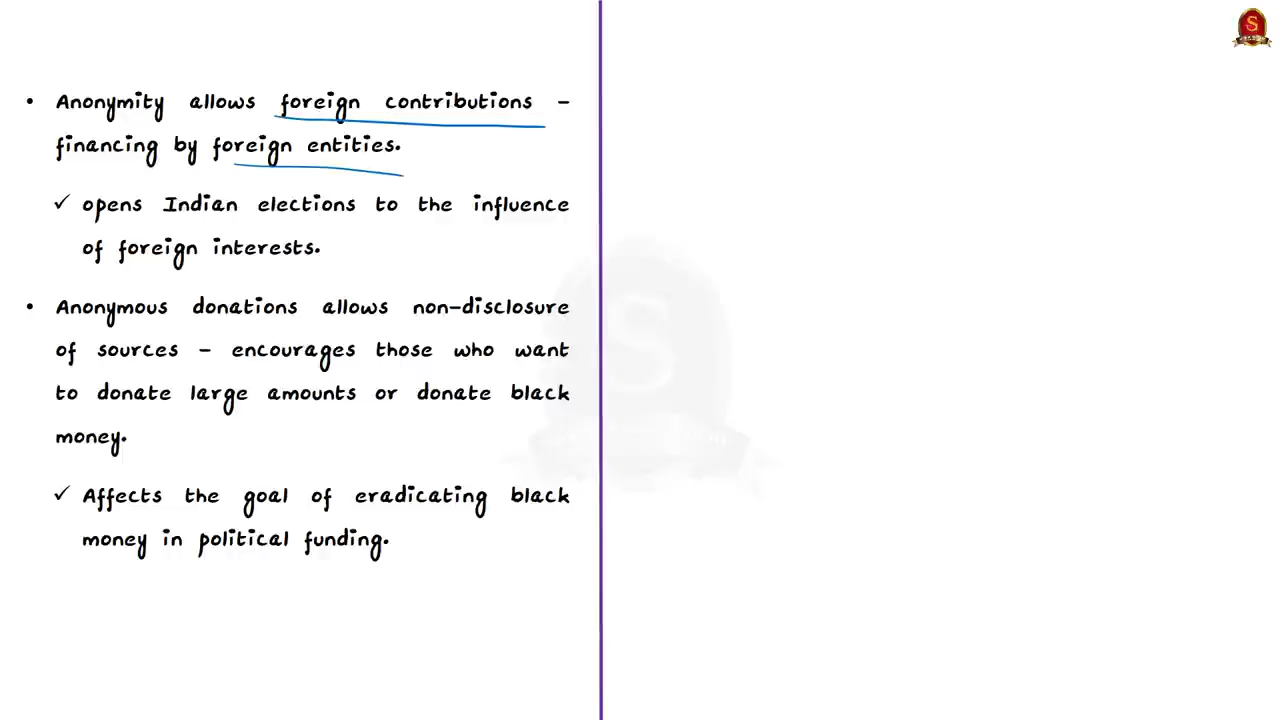 • Anonymity allows foreign contributions –
financing by foreign entities.
✓ opens Indian elections to the influence
of foreign interests.
• Anonymous donations allows non-disclosure
of sources – encourages those who want
to donate large amounts or donate black
money.
✓ Affects the goal of eradicating black
money in political funding.